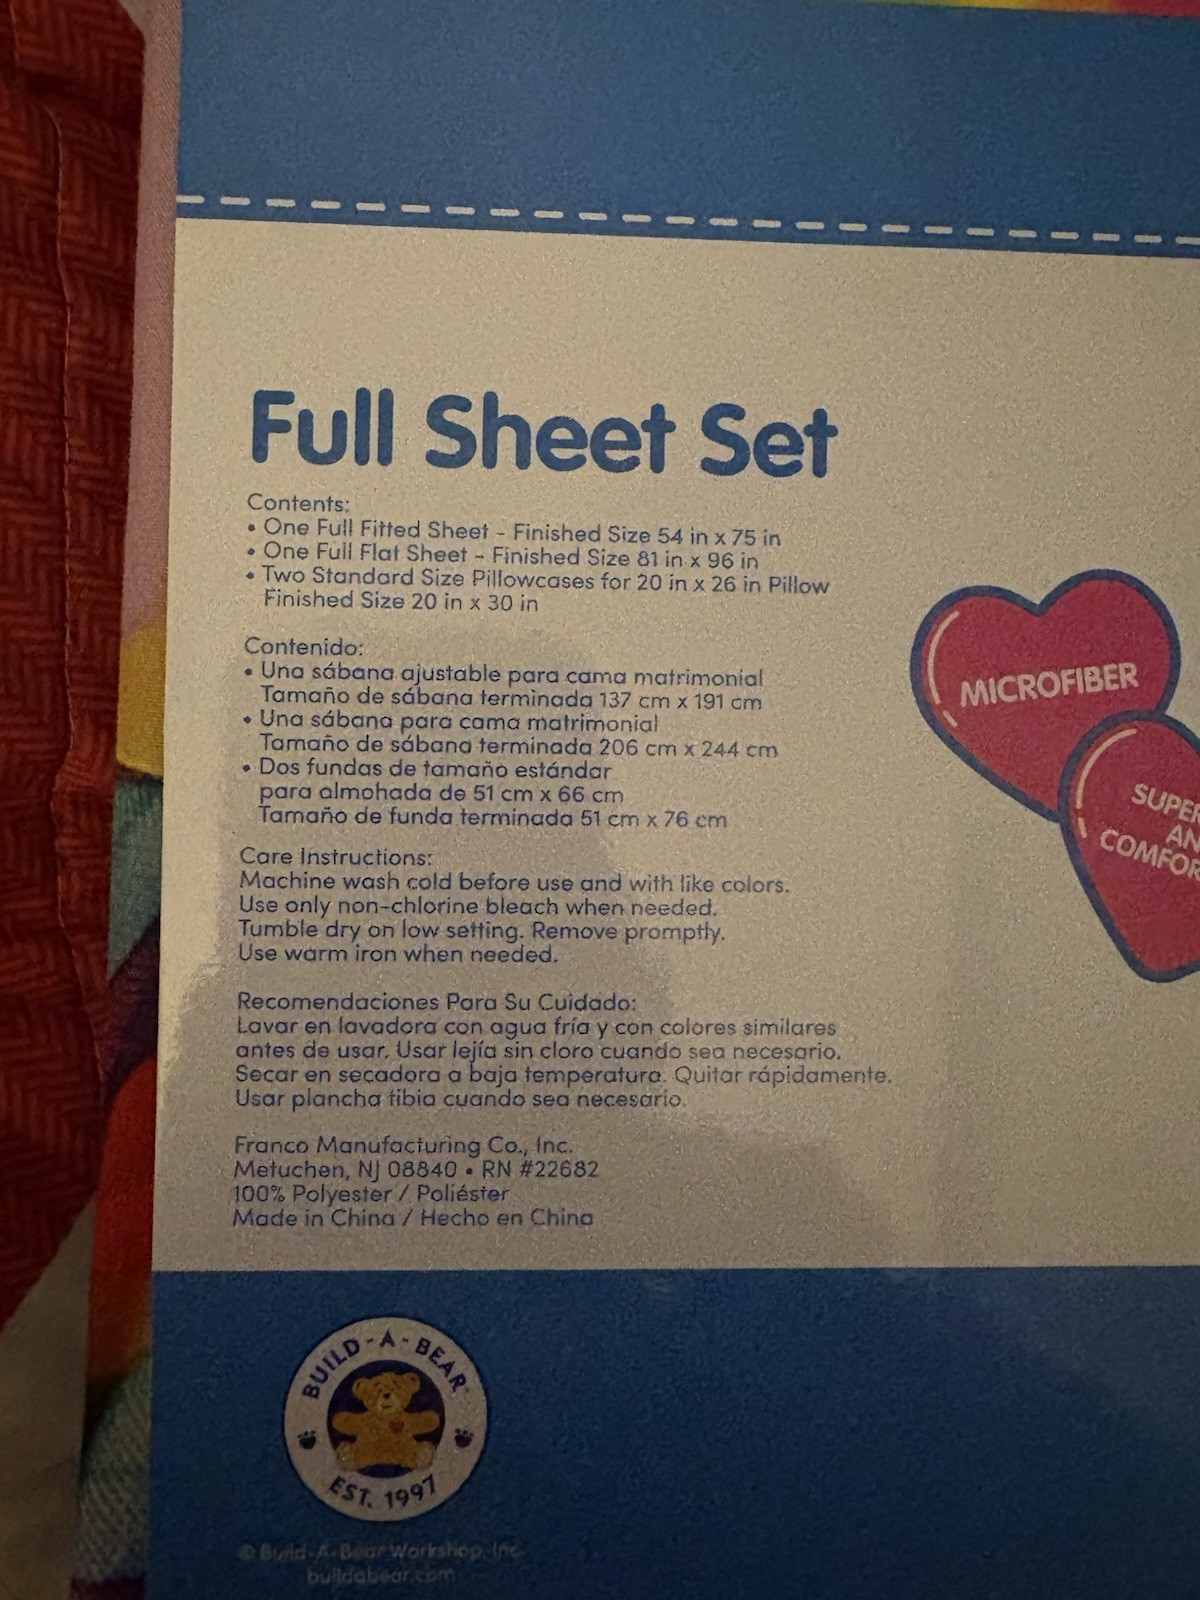 Full Sheet Set
Contents:
• One Full Fitted Sheet - Finished Size 54 in x 75 in
• One Full Flat Sheet - Finished Size 81 in x 96 in
• Two Standard Size Pillowcases for 20 in x 26 in Pillow
Finished Size 20 in x 30 in
Contenido:
• Una sábana ajustable para cama matrimonial
Tamaño de sábana terminada 137 cm x 191 cm
• Una sábana para cama matrimonial
Tamaño de sábana terminada 206 cm x 244 cm
• Dos fundas de tamaño estándar
para almohada de 51 cm x 66 cm
Tamaño de funda terminada 51 cm x 76 cm
Care Instructions:
Machine wash cold before use and with like colors.
Use only non-chlorine bleach when needed.
Tumble dry on low setting. Remove promptly.
Use warm iron when needed.
Recomendaciones Para Su Cuidado:
Lavar en lavadora con agua fría y con colores similares
antes de usar. Usar lejía sin cloro cuando sea necesario.
Secar en secadora a baja temperatura. Quitar rápidamente.
Usar plancha tibia cuando sea necesario.
Franco Manufacturing Co., Inc.
Metuchen, NJ 08840 • RN #22682
100% Polyester / Poliéster
Made in China / Hecho en China
MICROFIBER
SUPER
AN
COMFOR
BUILD-A-BEAR
EST. 1997
© Build-A-Bear Workshop, Inc.
buildabear.com